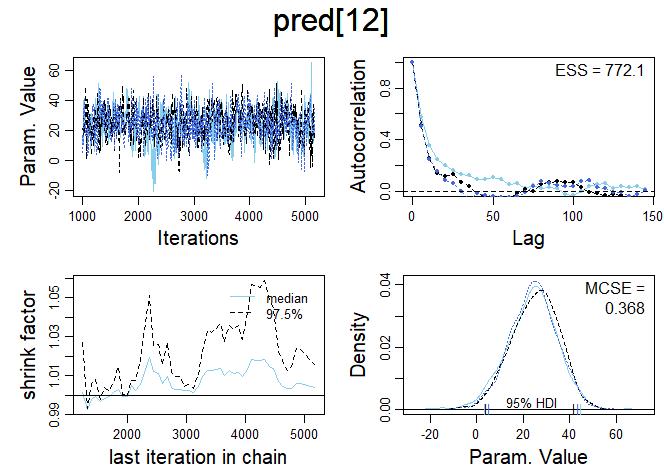 pred[12]
Param. Value
-20 0 20 40 60
1000 2000 3000 4000 5000
Iterations
Autocorrelation
0.0 0.4 0.8
ESS = 772.1
0 50 100 150
Lag
shrink factor
0.99 1.01 1.03 1.05
median
97.5%
2000 3000 4000 5000
last iteration in chain
Density
0.00 0.02 0.04
MCSE =
0.368
95% HDI
-20 0 20 40 60
Param. Value